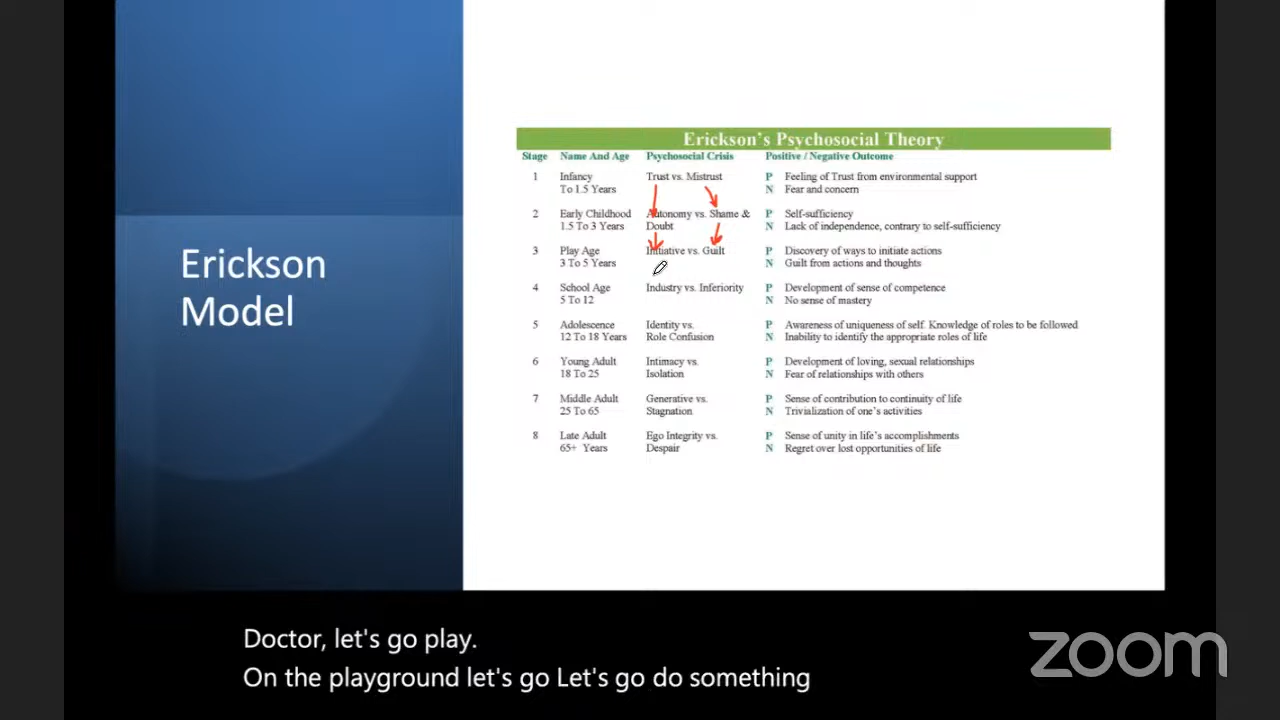 Erickson
Model
Erickson's Psychosocial Theory
Stage Name And Age Psychosocial Crisis Positive / Negative Outcome
1 Infancy Trust vs. Mistrust P Feeling of Trust from environmental support
To 1.5 Years N Fear and concern
2 Early Childhood Autonomy vs. Shame & P Self-sufficiency
1.5 To 3 Years Doubt N Lack of independence, contrary to self-sufficiency
3 Play Age Initiative vs. Guilt P Discovery of ways to initiate actions
3 To 5 Years N Guilt from actions and thoughts
4 School Age Industry vs. Inferiority P Development of sense of competence
5 To 12 N No sense of mastery
5 Adolescence Identity vs. P Awareness of uniqueness of self. Knowledge of roles to be followed
12 To 18 Years Role Confusion N Inability to identify the appropriate roles of life
6 Young Adult Intimacy vs. P Development of loving, sexual relationships
18 To 25 Isolation N Fear of relationships with others
7 Middle Adult Generative vs. P Sense of contribution to continuity of life
25 To 65 Stagnation N Trivialization of one's activities
8 Late Adult Ego Integrity vs. P Sense of unity in life's accomplishments
65+ Years Despair N Regret over lost opportunities of life
Doctor, let's go play.
On the playground let's go Let's go do something
zoom